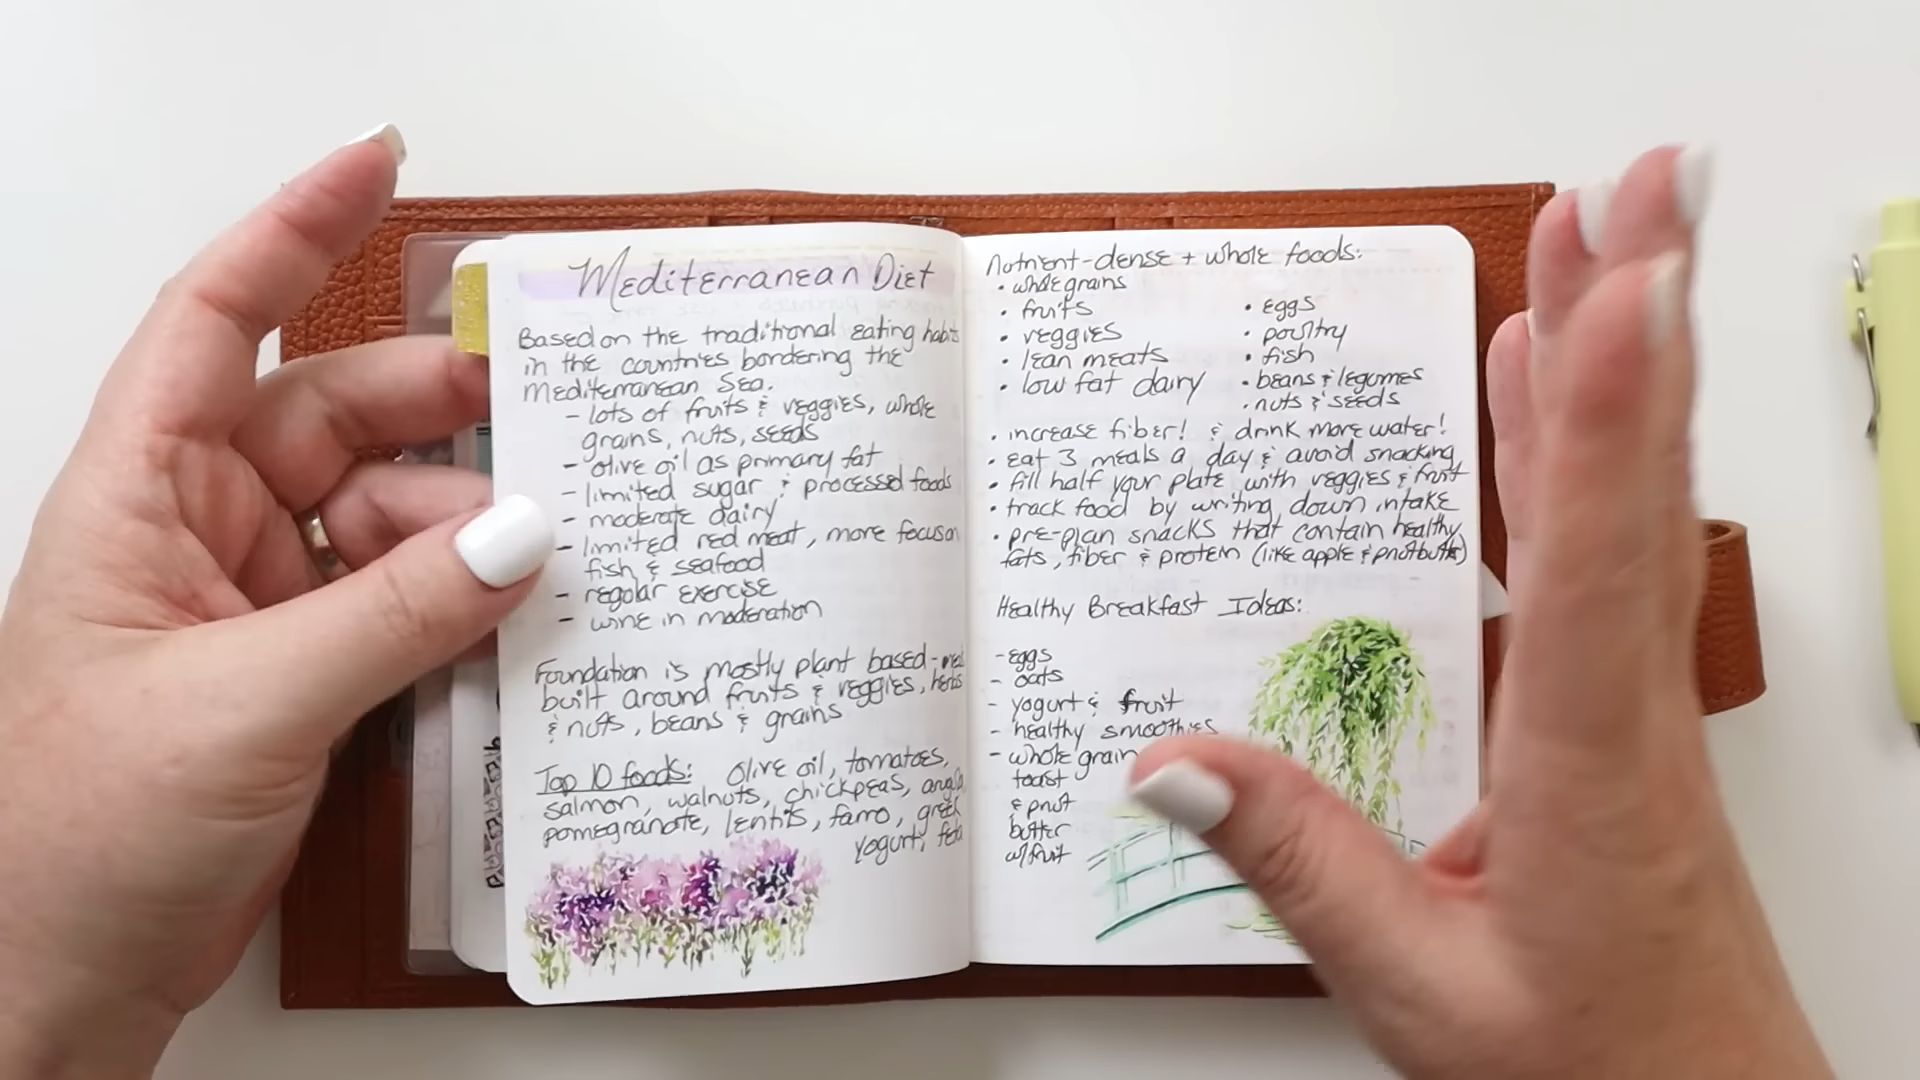 Mediterranean Diet
Based on the traditional eating habits
in the countries bordering the
Mediterranean Sea.
- lots of fruits & veggies, whole
grains, nuts, seeds
- olive oil as primary fat
- limited sugar & processed foods
- moderate dairy
- limited red meat, more focus on
fish & seafood
- regular exercise
- wine in moderation
Foundation is mostly plant based -
built around fruits & veggies, herbs
& nuts, beans & grains
Top 10 foods: Olive oil, tomatoes,
salmon, walnuts, chickpeas,
pomegranate, lentils, farro, greek
yogurt, feta
Nutrient-dense + whole foods:
• whole grains
• fruits
• veggies
• lean meats
• low fat dairy
• eggs
• poultry
• fish
• beans & legumes
• nuts & seeds
• increase fiber! & drink more water!
• eat 3 meals a day & avoid snacking
• fill half your plate with veggies & fruit
• track food by writing down intake
• pre-plan snacks that contain healthy
fats, fiber & protein (like apple & pnutbutter)
Healthy Breakfast Ideas:
- eggs
- oats
- yogurt & fruit
- healthy smoothies
- whole grain
toast
& pnut
butter
w/fruit